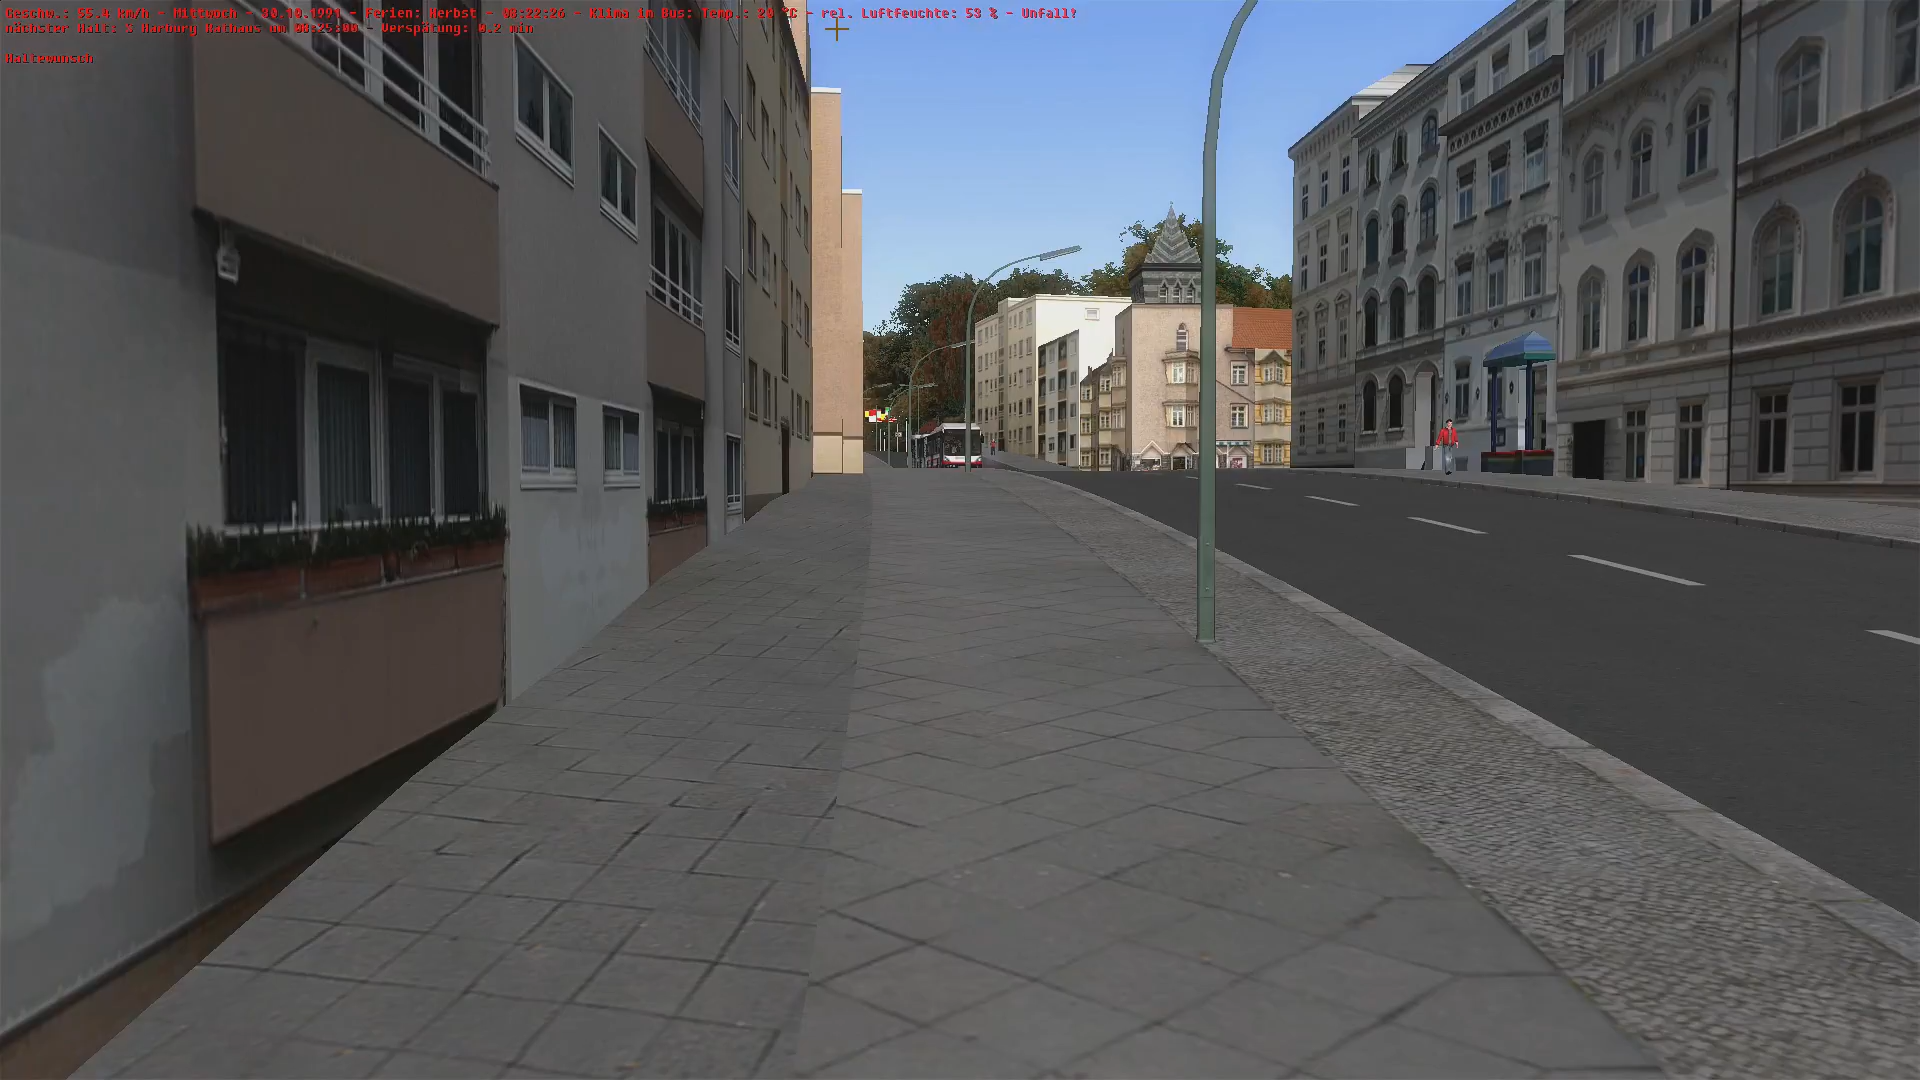 Geschw.: 55.4 km/h - Mittwoch - 30.10.1991 - Ferien: Herbst - 08:22:26 - Klima im Bus: Temp.: 20 °C - rel. Luftfeuchte: 53 % - Unfall!
nächster Halt: S Harburg Rathaus um 08:25:00 - Verspätung: 0.2 min
Haltewunsch